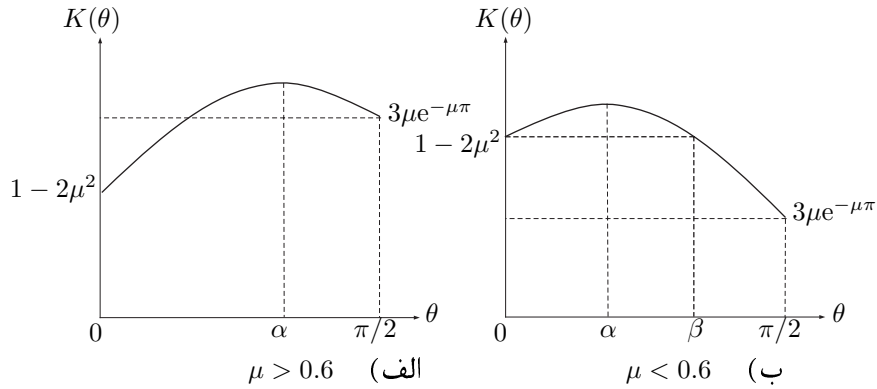 K(θ)
3μe^{−μπ}
1 − 2μ²
0
α
π/2
θ
الف) μ > 0.6
K(θ)
1 − 2μ²
3μe^{−μπ}
0
α
β
π/2
θ
ب) μ < 0.6